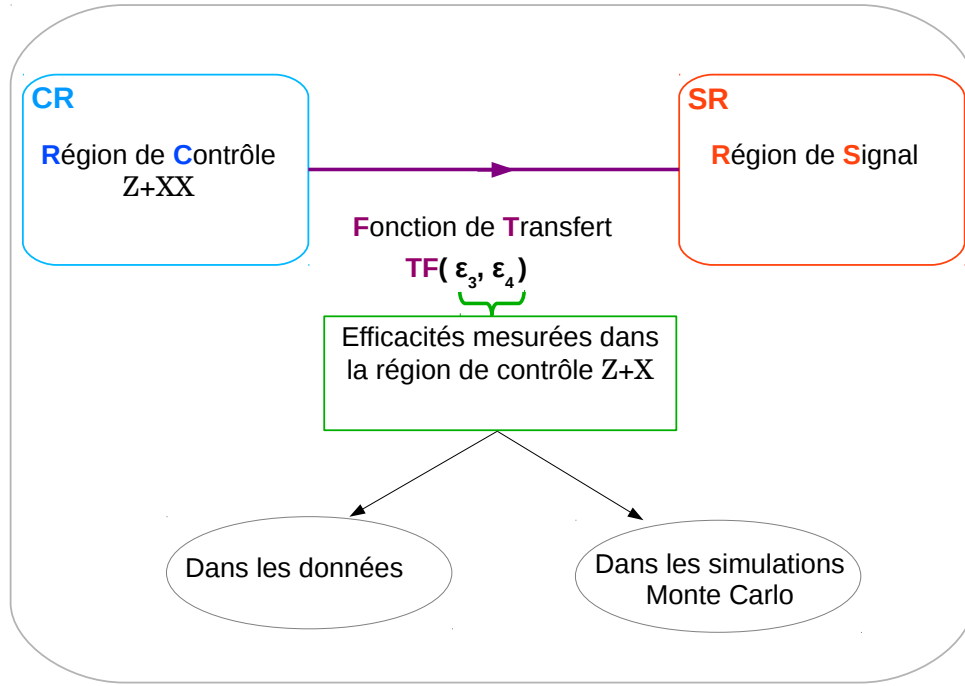 CR
Région de Contrôle
Z+XX
SR
Région de Signal
Fonction de Transfert
TF( ε3, ε4 )
Efficacités mesurées dans
la région de contrôle Z+X
Dans les données
Dans les simulations
Monte Carlo